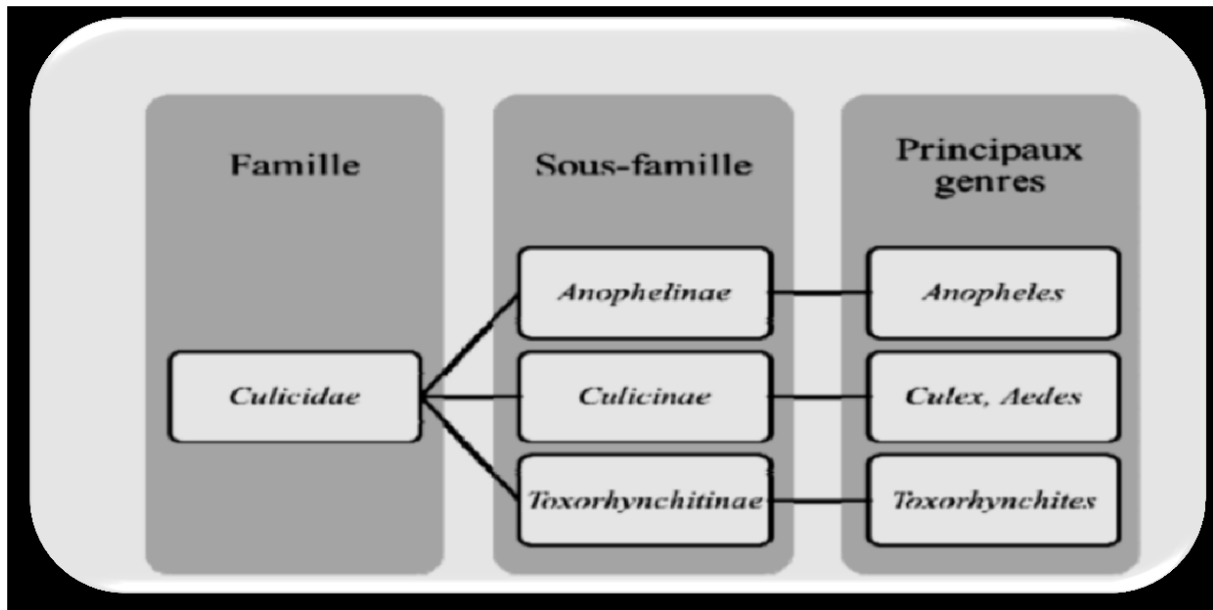 Famille
Sous-famille
Principaux
genres
Anophelinae
Anopheles
Culicidae
Culicinae
Culex, Aedes
Toxorhynchitinae
Toxorhynchites